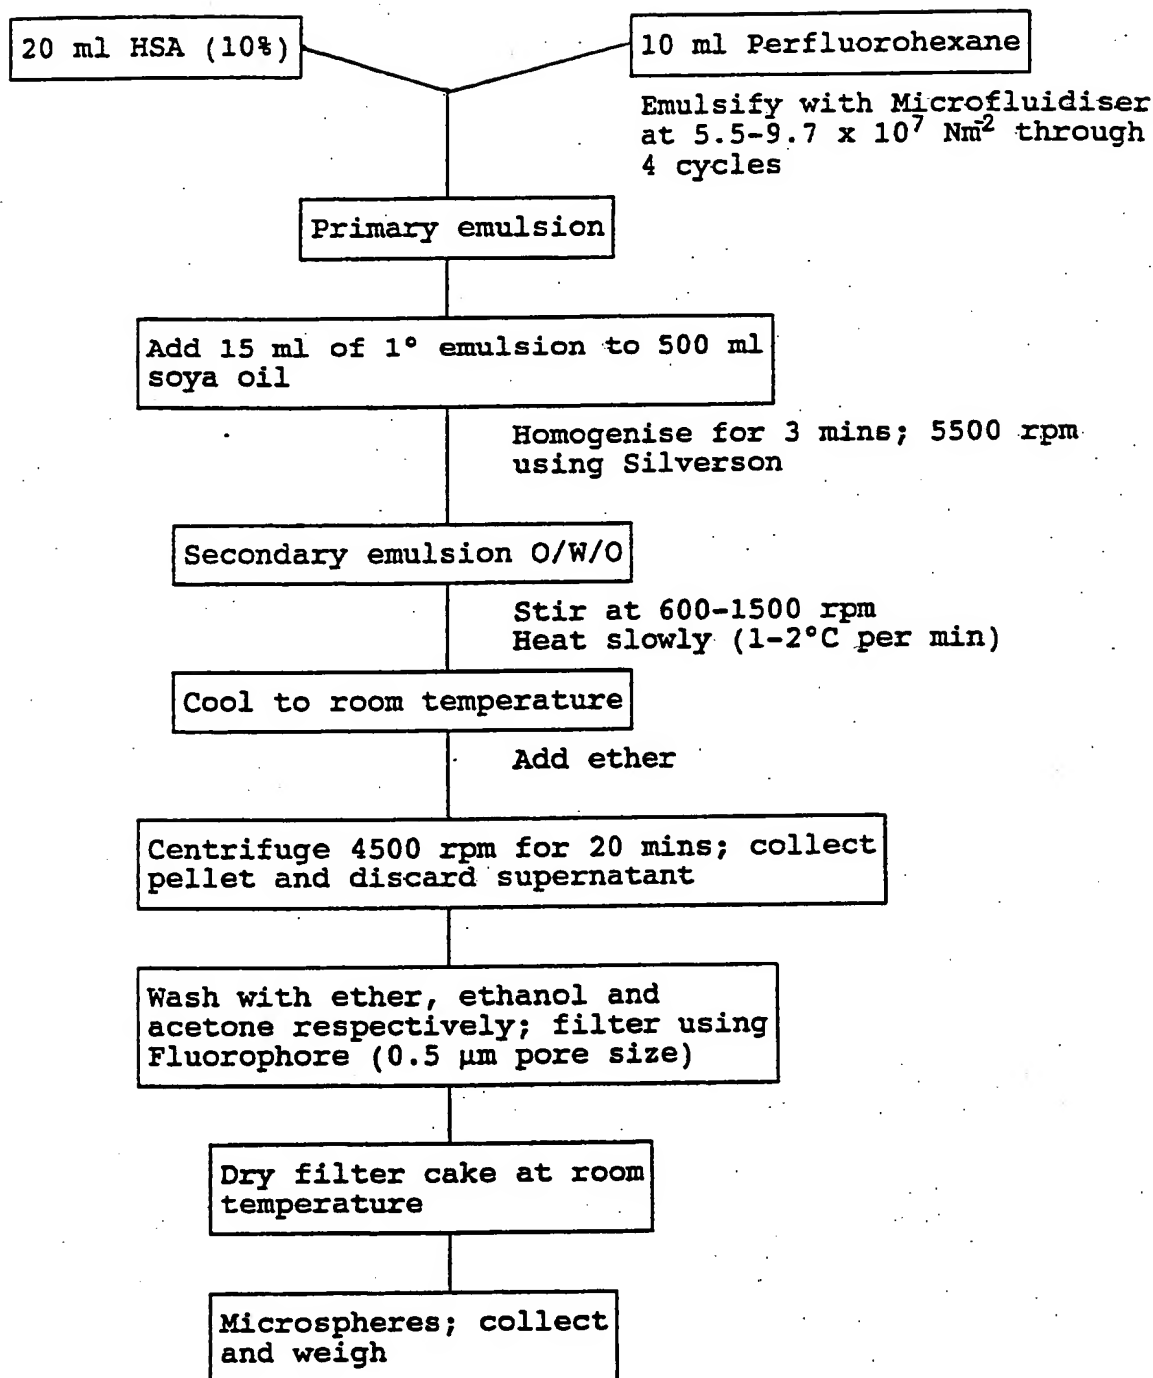 20 ml HSA (10%)
10 ml Perfluorohexane
Emulsify with Microfluidiser
at 5.5-9.7 x 10⁷ Nm⁻² through
4 cycles
Primary emulsion
Add 15 ml of 1° emulsion to 500 ml
soya oil
Homogenise for 3 mins; 5500 rpm
using Silverson
Secondary emulsion O/W/O
Stir at 600-1500 rpm
Heat slowly (1-2°C per min)
Cool to room temperature
Add ether
Centrifuge 4500 rpm for 20 mins; collect
pellet and discard supernatant
Wash with ether, ethanol and
acetone respectively; filter using
Fluorophore (0.5 µm pore size)
Dry filter cake at room
temperature
Microspheres; collect
and weigh